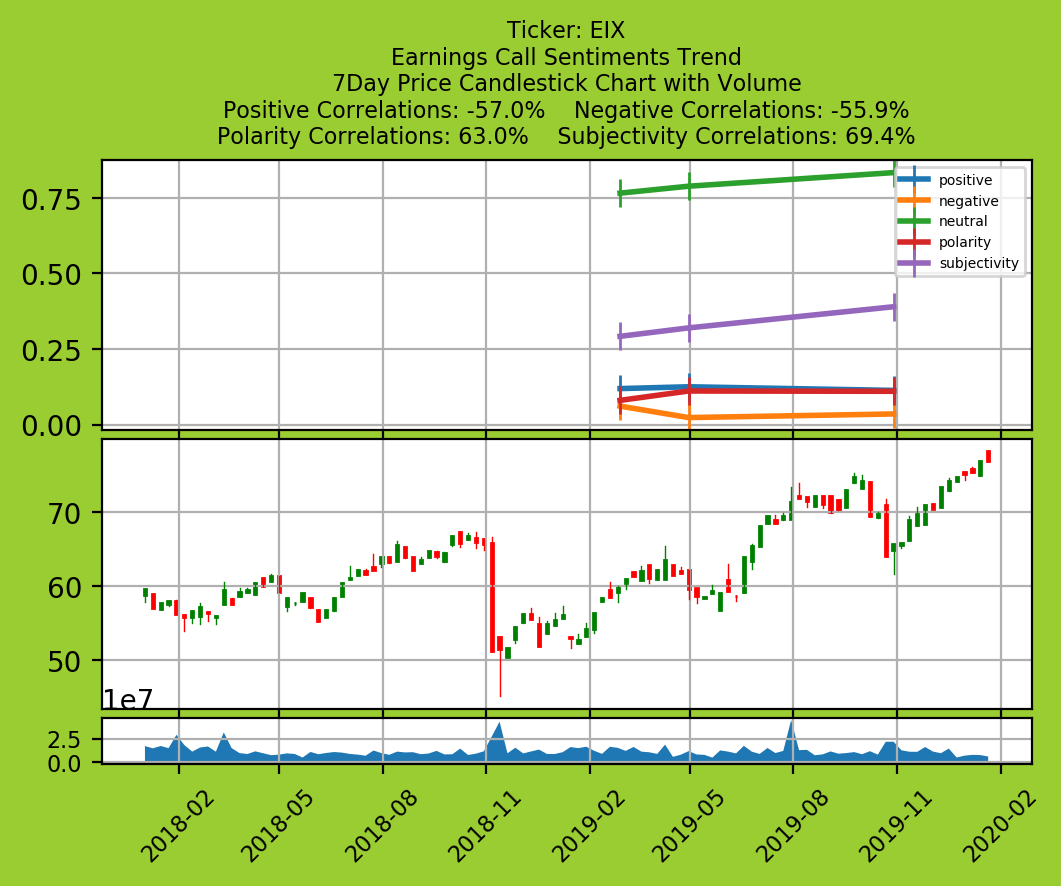 Ticker: EIX
Earnings Call Sentiments Trend
7Day Price Candlestick Chart with Volume
Positive Correlations: -57.0%    Negative Correlations: -55.9%
Polarity Correlations: 63.0%    Subjectivity Correlations: 69.4%
0.75
0.50
0.25
0.00
positive
negative
neutral
polarity
subjectivity
70
60
50
1e7
2.5
0.0
2018-02
2018-05
2018-08
2018-11
2019-02
2019-05
2019-08
2019-11
2020-02